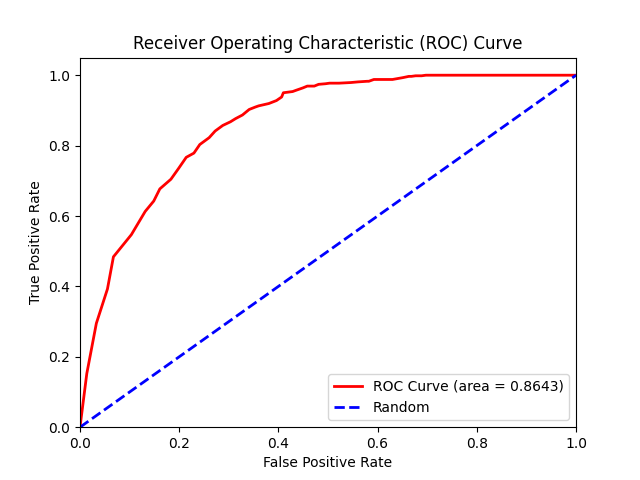 Receiver Operating Characteristic (ROC) Curve
True Positive Rate
1.0
0.8
0.6
0.4
0.2
0.0
ROC Curve (area = 0.8643)
Random
0.0 0.2 0.4 0.6 0.8 1.0
False Positive Rate